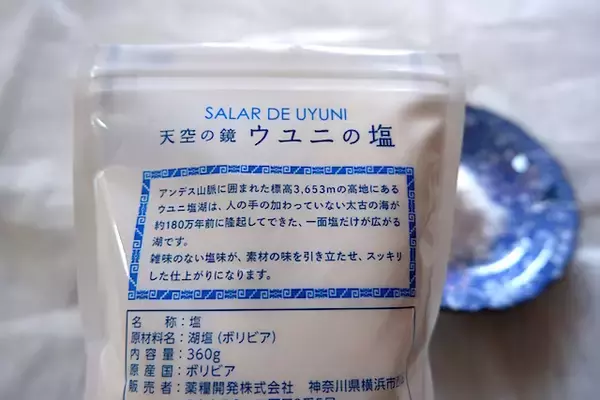 SALAR DE UYUNI
天空の鏡 ウユニの塩
アンデス山脈に囲まれた標高3,653mの高地にある
ウユニ塩湖は、人の手の加わっていない太古の海が
約180万年前に隆起してできた、一面塩だけが広がる
湖です。
雑味のない塩味が、素材の味を引き立たせ、スッキリ
した仕上がりになります。
名 称:塩
原材料名:湖塩(ボリビア)
内容量:360g
原産国:ボリビア
販売者:薬糧開発株式会社 神奈川県横浜市